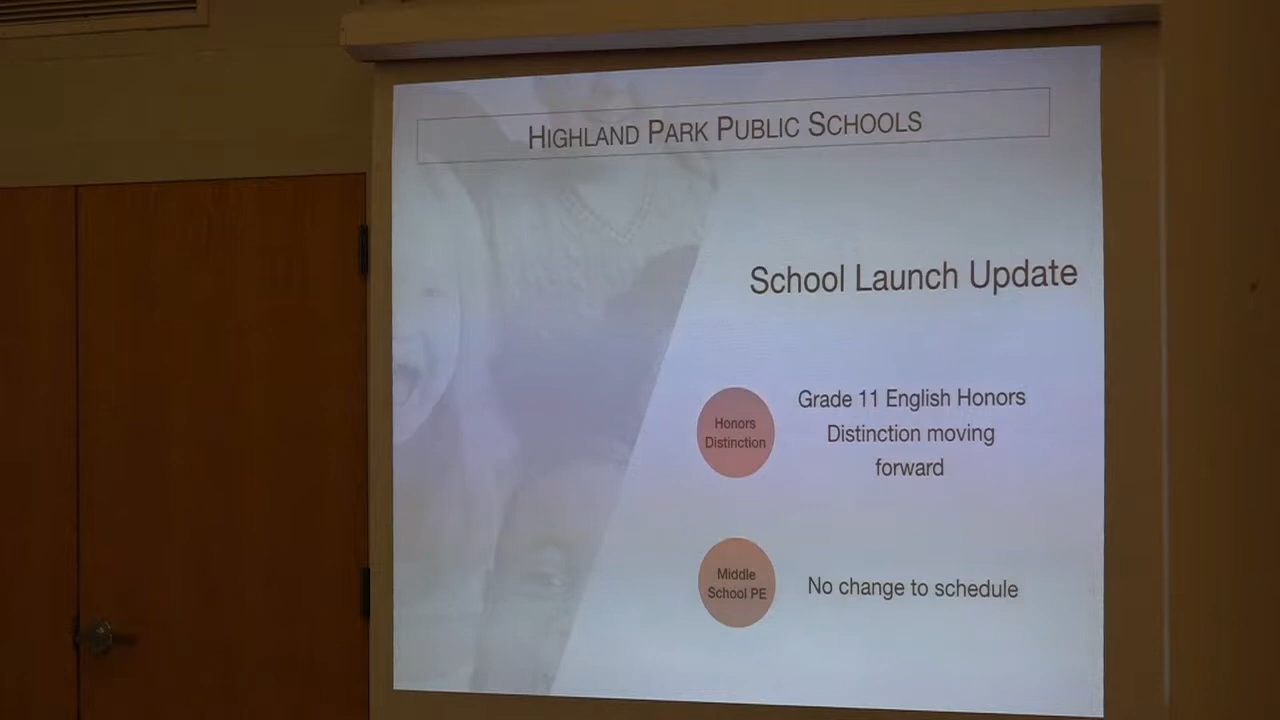 HIGHLAND PARK PUBLIC SCHOOLS
School Launch Update
Honors
Distinction
Grade 11 English Honors
Distinction moving
forward
Middle
School PE
No change to schedule